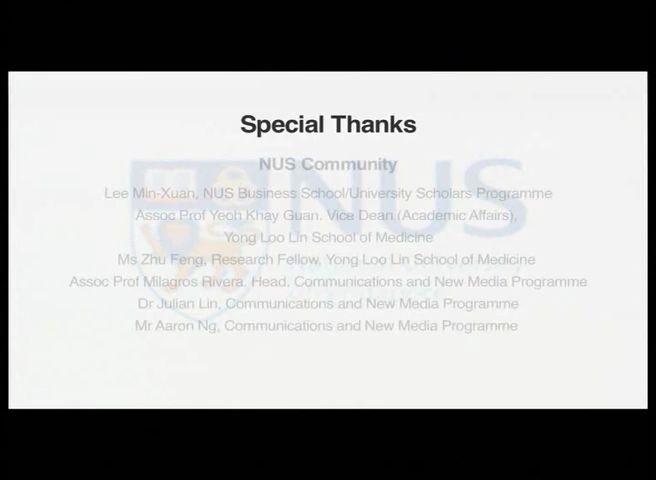 Special Thanks
NUS Community
Lee Min-Xuan, NUS Business School/University Scholars Programme
Assoc Prof Yeoh Khay Guan. Vice Dean (Academic Affairs),
Yong Loo Lin School of Medicine
Ms Zhu Feng, Research Fellow, Yong Loo Lin School of Medicine
Assoc Prof Milagros Rivera. Head, Communications and New Media Programme
Dr Julian Lin, Communications and New Media Programme
Mr Aaron Ng, Communications and New Media Programme
NUS